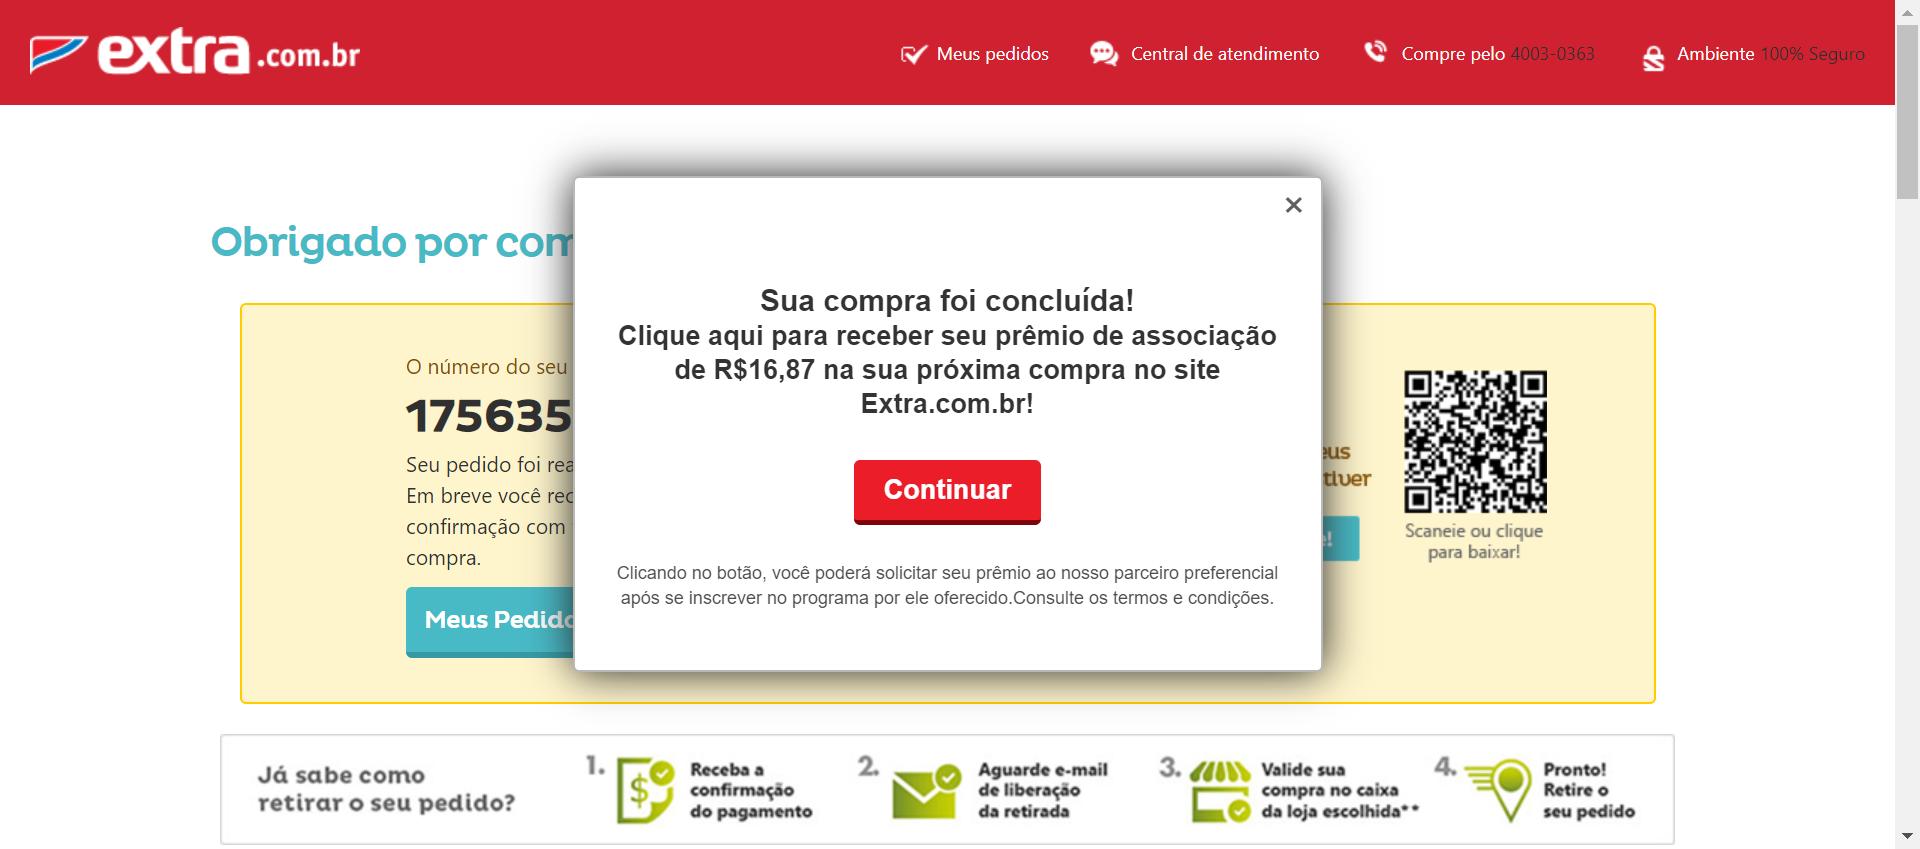 extra.com.br
Meus pedidos
Central de atendimento
Compre pelo 4003-0363
Ambiente 100% Seguro
Obrigado por com
Sua compra foi concluída!
Clique aqui para receber seu prêmio de associação
de R$16,87 na sua próxima compra no site
Extra.com.br!
Continuar
Clicando no botão, você poderá solicitar seu prêmio ao nosso parceiro preferencial
após se inscrever no programa por ele oferecido.Consulte os termos e condições.
O número do seu
175635
Seu pedido foi rea
Em breve você rec
confirmação com
compra.
Meus Pedido
eus
tiver
e!
Scaneie ou clique
para baixar!
Já sabe como
retirar o seu pedido?
1.
Receba a
confirmação
do pagamento
2.
Aguarde e-mail
de liberação
da retirada
3.
Valide sua
compra no caixa
da loja escolhida**
4.
Pronto!
Retire o
seu pedido